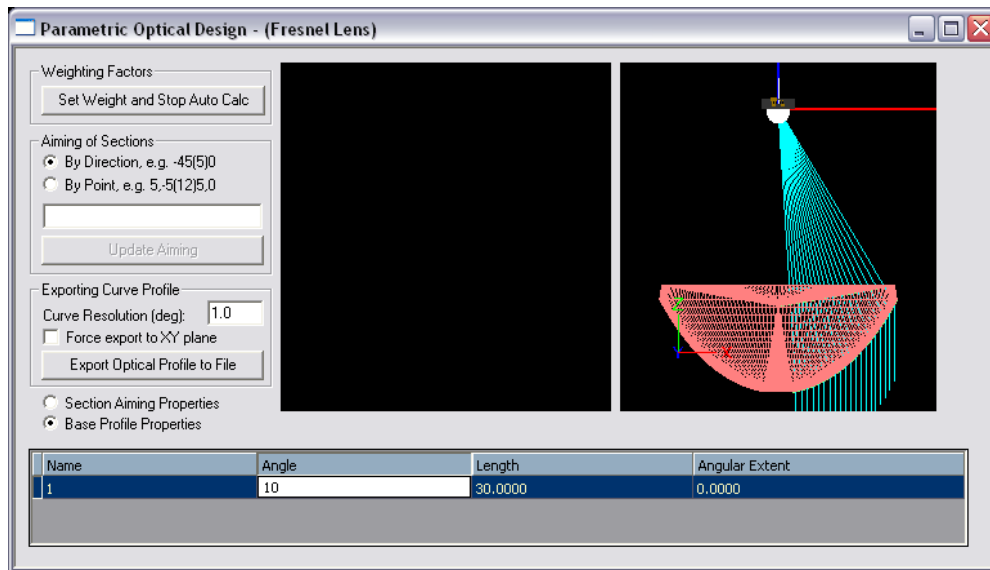 Parametric Optical Design - (Fresnel Lens)
Weighting Factors
Set Weight and Stop Auto Calc
Aiming of Sections
By Direction, e.g. -45(5)0
By Point, e.g. 5,-5(12)5,0
Update Aiming
Exporting Curve Profile
Curve Resolution (deg): 1.0
Force export to XY plane
Export Optical Profile to File
Section Aiming Properties
Base Profile Properties
Name Angle Length Angular Extent
1 10 30.0000 0.0000